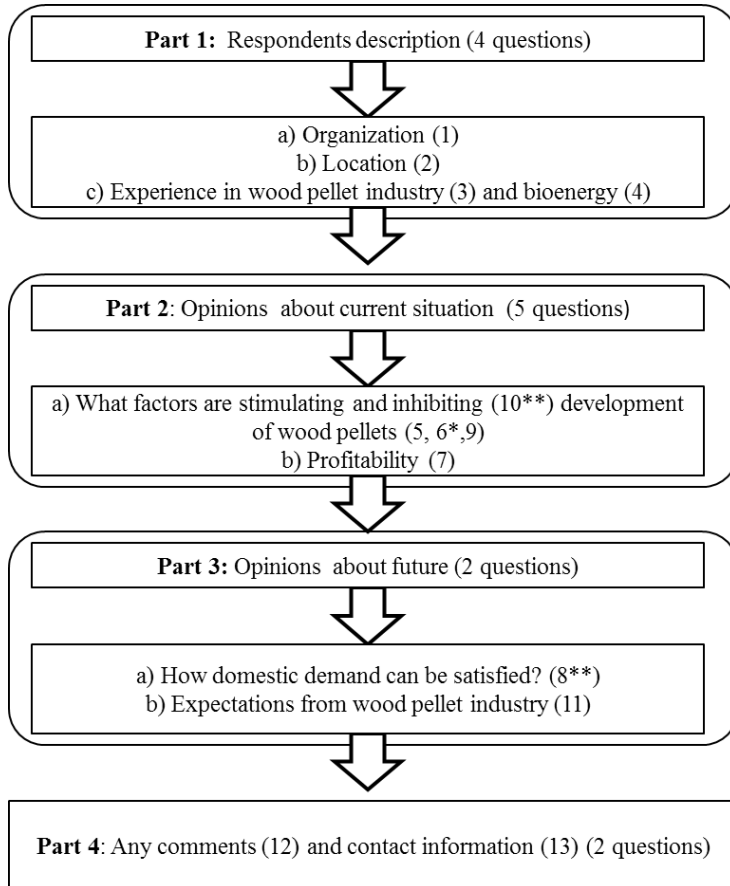 Part 1: Respondents description (4 questions)
a) Organization (1)
b) Location (2)
c) Experience in wood pellet industry (3) and bioenergy (4)
Part 2: Opinions about current situation (5 questions)
a) What factors are stimulating and inhibiting (10**) development
of wood pellets (5, 6*,9)
b) Profitability (7)
Part 3: Opinions about future (2 questions)
a) How domestic demand can be satisfied? (8**)
b) Expectations from wood pellet industry (11)
Part 4: Any comments (12) and contact information (13) (2 questions)